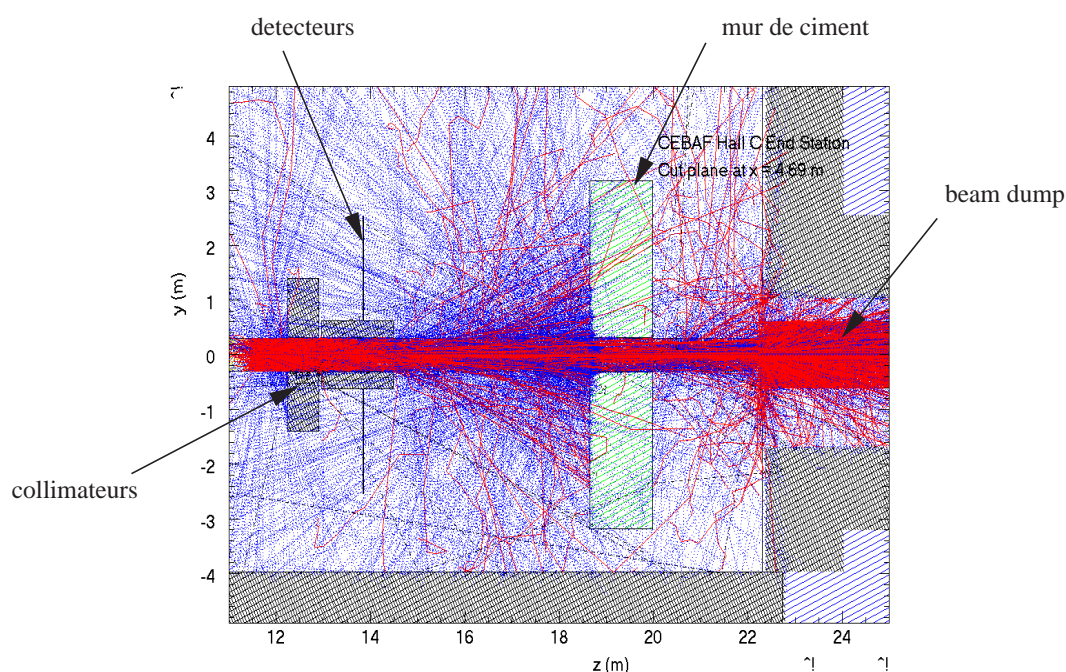 detecteurs
mur de ciment
CEBAF Hall C End Station
Cut plane at x = 4.69 m
beam dump
collimateurs
y (m)
4
3
2
1
0
-1
-2
-3
-4
12 14 16 18 20 22 24
z (m)
^! ^!
^!